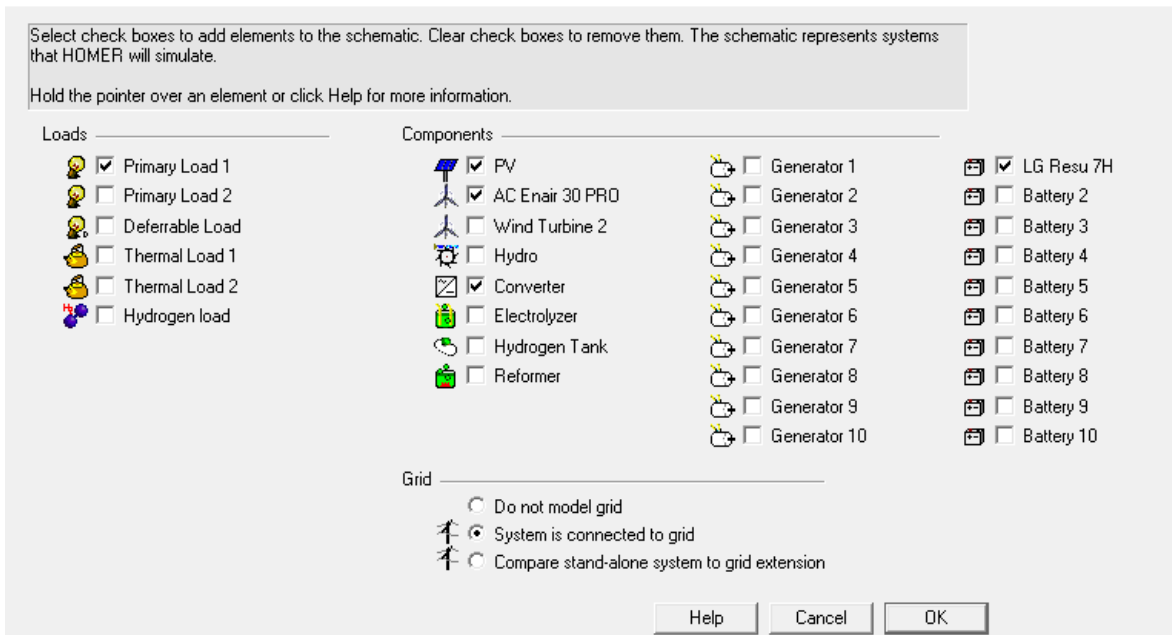 Select check boxes to add elements to the schematic. Clear check boxes to remove them. The schematic represents systems
that HOMER will simulate.
Hold the pointer over an element or click Help for more information.
Loads
Primary Load 1
Primary Load 2
Deferrable Load
Thermal Load 1
Thermal Load 2
Hydrogen load
Components
PV
AC Enair 30 PRO
Wind Turbine 2
Hydro
Converter
Electrolyzer
Hydrogen Tank
Reformer
Generator 1
Generator 2
Generator 3
Generator 4
Generator 5
Generator 6
Generator 7
Generator 8
Generator 9
Generator 10
LG Resu 7H
Battery 2
Battery 3
Battery 4
Battery 5
Battery 6
Battery 7
Battery 8
Battery 9
Battery 10
Grid
Do not model grid
System is connected to grid
Compare stand-alone system to grid extension
Help
Cancel
OK